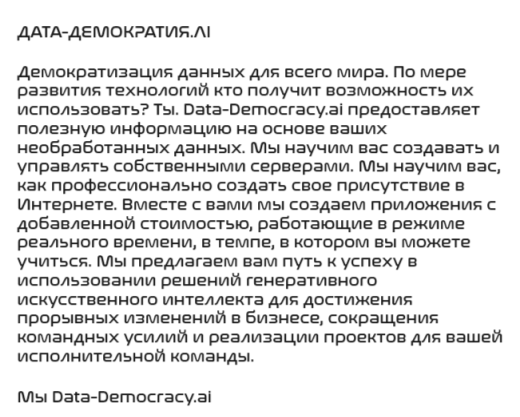 ДАТА-ДЕМОКРАТИЯ.AI
Демократизация данных для всего мира. По мере
развития технологий кто получит возможность их
использовать? Ты. Data-Democracy.ai предоставляет
полезную информацию на основе ваших
необработанных данных. Мы научим вас создавать и
управлять собственными серверами. Мы научим вас,
как профессионально создать свое присутствие в
Интернете. Вместе с вами мы создаем приложения с
добавленной стоимостью, работающие в режиме
реального времени, в темпе, в котором вы можете
учиться. Мы предлагаем вам путь к успеху в
использовании решений генеративного
искусственного интеллекта для достижения
прорывных изменений в бизнесе, сокращения
командных усилий и реализации проектов для вашей
исполнительной команды.
Мы Data-Democracy.ai